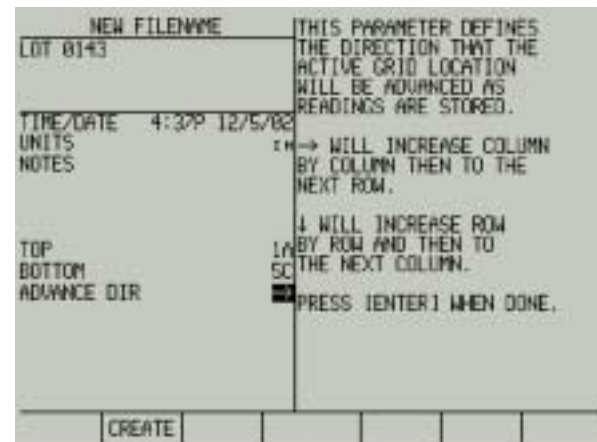 NEW FILENAME
LOT 0143
TIME/DATE 4:37P 12/5/02
UNITS IN
NOTES
TOP 1A
BOTTOM 5C
ADVANCE DIR →
THIS PARAMETER DEFINES
THE DIRECTION THAT THE
ACTIVE GRID LOCATION
WILL BE ADVANCED AS
READINGS ARE STORED.
→ WILL INCREASE COLUMN
BY COLUMN THEN TO THE
NEXT ROW.
↓ WILL INCREASE ROW
BY ROW AND THEN TO
THE NEXT COLUMN.
PRESS [ENTER] WHEN DONE.
CREATE